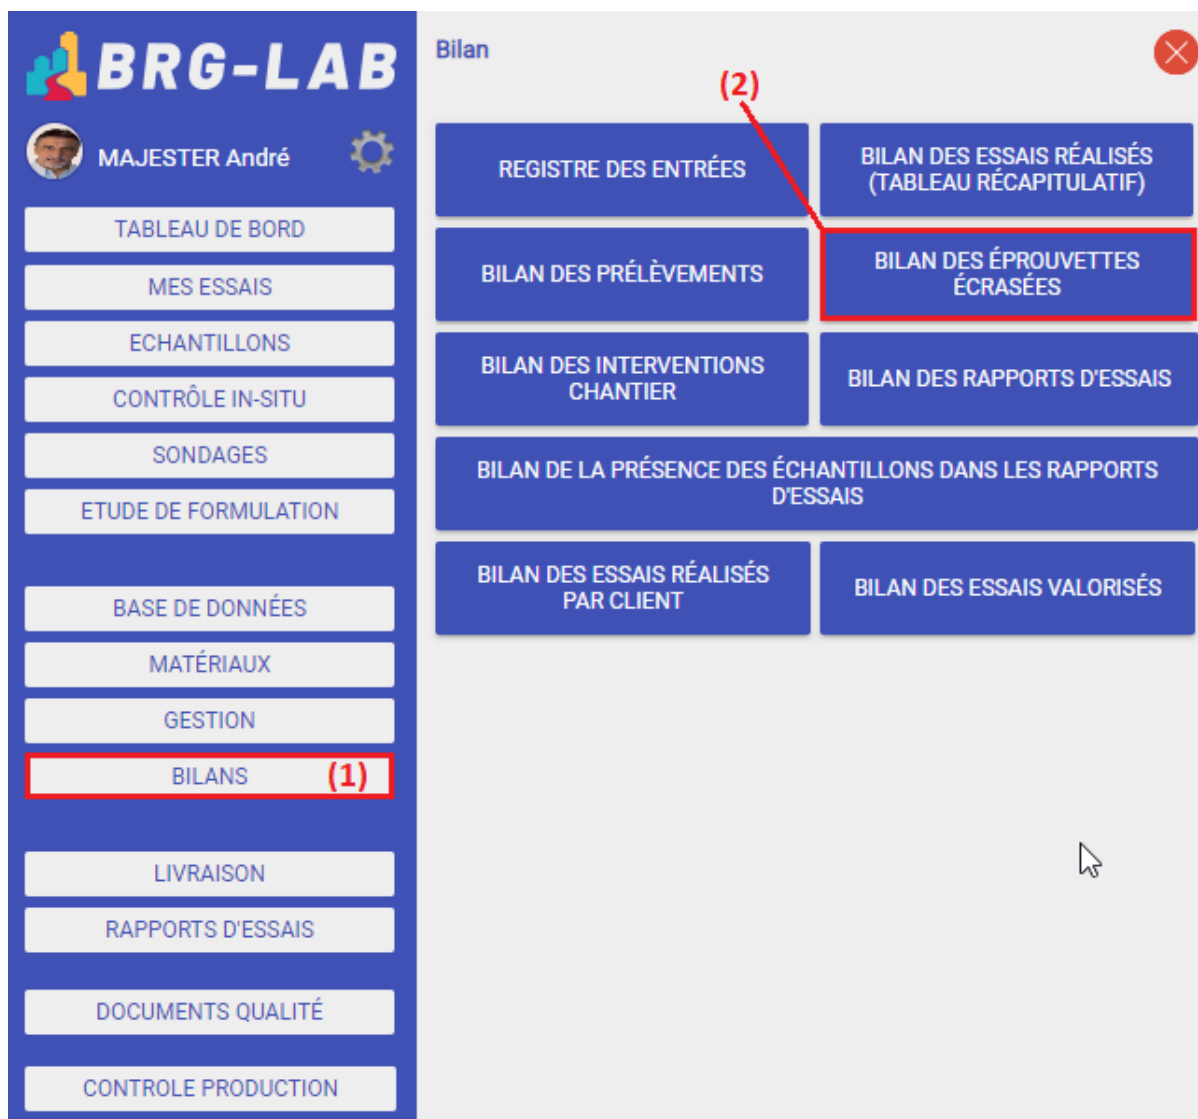 BRG-LAB
MAJESTER André
TABLEAU DE BORD
MES ESSAIS
ECHANTILLONS
CONTRÔLE IN-SITU
SONDAGES
ETUDE DE FORMULATION
BASE DE DONNÉES
MATÉRIAUX
GESTION
BILANS (1)
LIVRAISON
RAPPORTS D'ESSAIS
DOCUMENTS QUALITÉ
CONTROLE PRODUCTION
Bilan
(2)
REGISTRE DES ENTRÉES
BILAN DES ESSAIS RÉALISÉS
(TABLEAU RÉCAPITULATIF)
BILAN DES PRÉLÈVEMENTS
BILAN DES ÉPROUVETTES
ÉCRASÉES
BILAN DES INTERVENTIONS
CHANTIER
BILAN DES RAPPORTS D'ESSAIS
BILAN DE LA PRÉSENCE DES ÉCHANTILLONS DANS LES RAPPORTS
D'ESSAIS
BILAN DES ESSAIS RÉALISÉS
PAR CLIENT
BILAN DES ESSAIS VALORISÉS